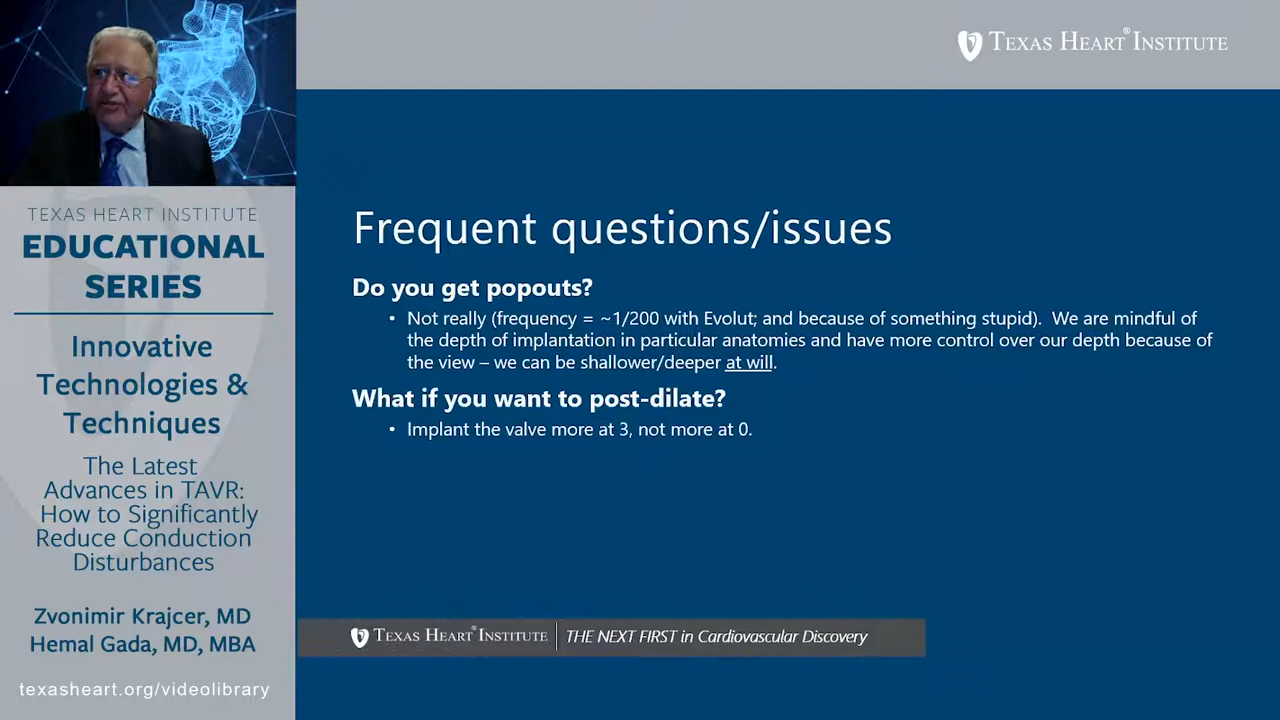 TEXAS HEART INSTITUTE
EDUCATIONAL
SERIES
Innovative
Technologies &
Techniques
The Latest
Advances in TAVR:
How to Significantly
Reduce Conduction
Disturbances
Zvonimir Krajcer, MD
Hemal Gada, MD, MBA
texasheart.org/videolibrary
TEXAS HEART® INSTITUTE
Frequent questions/issues
Do you get popouts?
• Not really (frequency = ~1/200 with Evolut; and because of something stupid). We are mindful of
the depth of implantation in particular anatomies and have more control over our depth because of
the view – we can be shallower/deeper at will.
What if you want to post-dilate?
• Implant the valve more at 3, not more at 0.
TEXAS HEART® INSTITUTE | THE NEXT FIRST in Cardiovascular Discovery